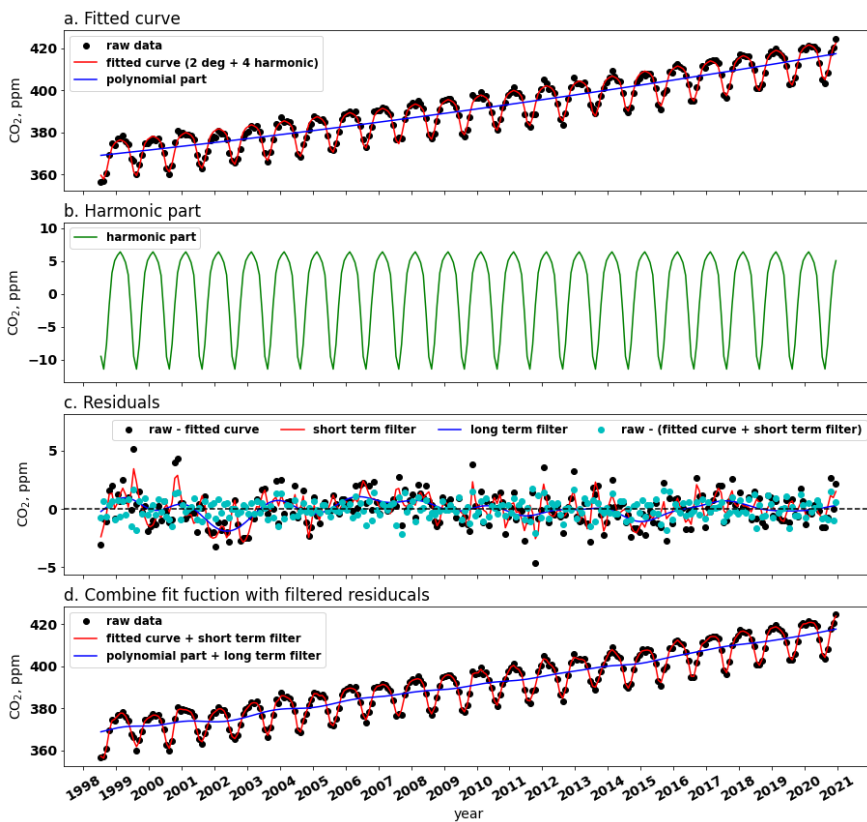 a. Fitted curve
420
400
380
360
CO2, ppm
raw data
fitted curve (2 deg + 4 harmonic)
polynomial part
b. Harmonic part
10
5
0
−5
−10
CO2, ppm
harmonic part
c. Residuals
5
0
−5
CO2, ppm
raw - fitted curve short term filter long term filter raw - (fitted curve + short term filter)
d. Combine fit fuction with filtered residucals
420
400
380
360
CO2, ppm
raw data
fitted curve + short term filter
polynomial part + long term filter
1998 1999 2000 2001 2002 2003 2004 2005 2006 2007 2008 2009 2010 2011 2012 2013 2014 2015 2016 2017 2018 2019 2020 2021
year